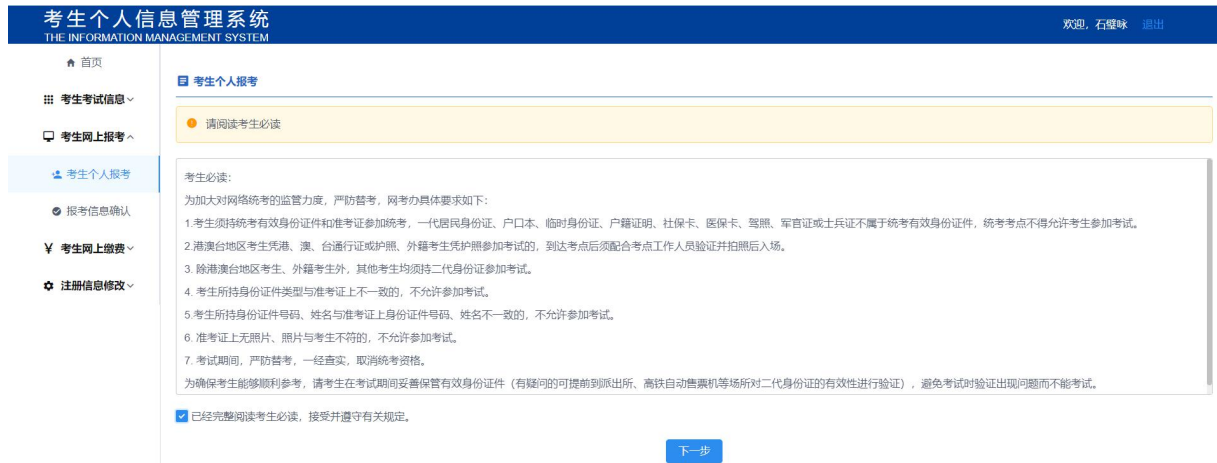 考生个人信息管理系统
THE INFORMATION MANAGEMENT SYSTEM
欢迎, 石璧咏 退出
首页
考生考试信息
考生网上报考
考生个人报考
报考信息确认
¥ 考生网上缴费
注册信息修改
考生个人报考
请阅读考生必读
考生必读：
为加大对网络统考的监管力度，严防替考，网考办具体要求如下：
1.考生须持统考有效身份证件和准考证参加统考，一代居民身份证、户口本、临时身份证、户籍证明、社保卡、医保卡、驾照、军官证或士兵证不属于统考有效身份证件，统考考点不得允许考生参加考试。
2.港澳台地区考生凭港、澳、台通行证或护照、外籍考生凭护照参加考试的，到达考点后须配合考点工作人员验证并拍照后入场。
3. 除港澳台地区考生、外籍考生外，其他考生均须持二代身份证参加考试。
4. 考生所持身份证件类型与准考证上不一致的，不允许参加考试。
5.考生所持身份证件号码、姓名与准考证上身份证件号码、姓名不一致的，不允许参加考试。
6. 准考证上无照片、照片与考生不符的，不允许参加考试。
7. 考试期间，严防替考，一经查实，取消统考资格。
为确保考生能够顺利参考，请考生在考试期间妥善保管有效身份证件（有疑问的可提前到派出所、高铁自动售票机等场所对二代身份证的有效性进行验证），避免考试时验证出现问题而不能考试。
已经完整阅读考生必读，接受并遵守有关规定。
下一步